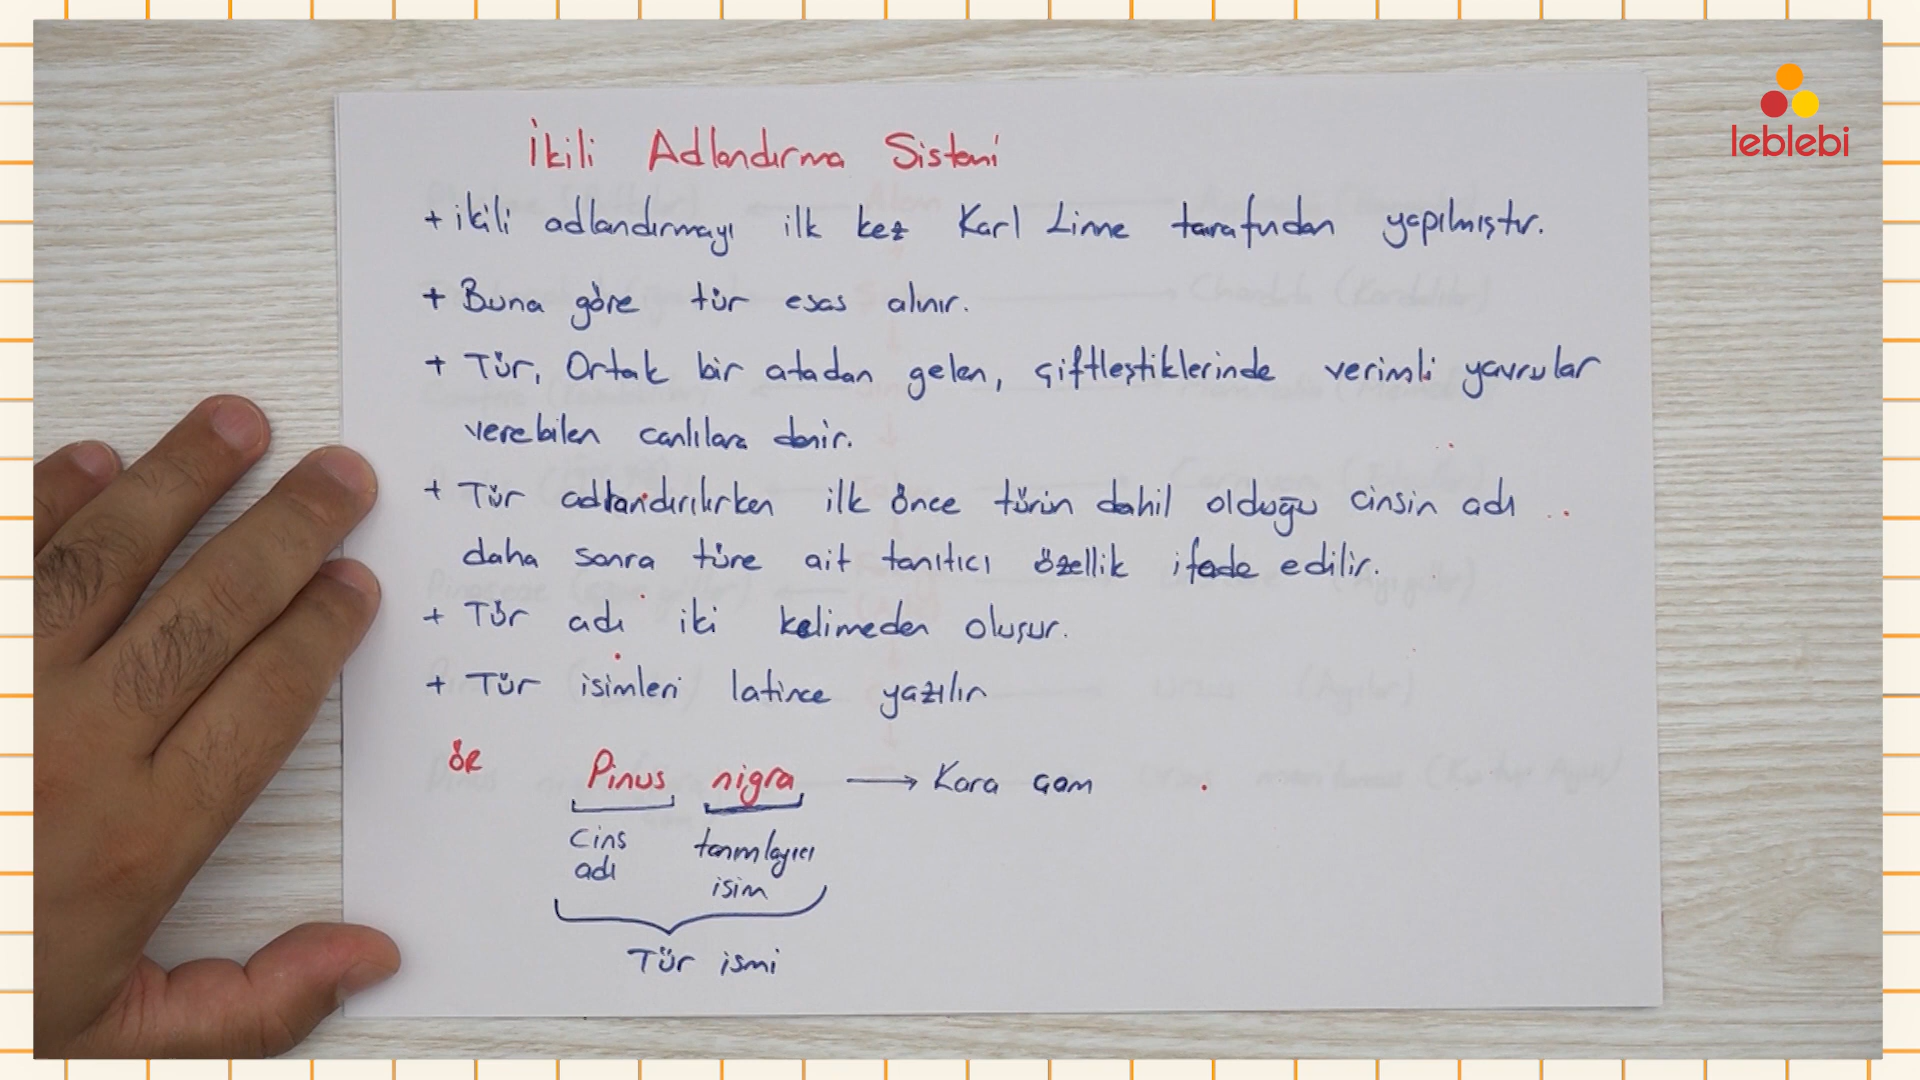 leblebi
İkili Adlandırma Sistemi
+ ikili adlandırmayı ilk kez Karl Linne tarafından yapılmıştır.
+ Buna göre tür esas alınır.
+ Tür, Ortak bir atadan gelen, çiftleştiklerinde verimli yavrular
verebilen canlılara denir.
+ Tür adlandırılırken ilk önce türün dahil olduğu cinsin adı
daha sonra türe ait tanıtıcı özellik ifade edilir.
+ Tür adı iki kelimeden oluşur.
+ Tür isimleri latince yazılır
ÖR Pinus nigra → Kara çam
Cins adı
tanımlayıcı isim
Tür ismi